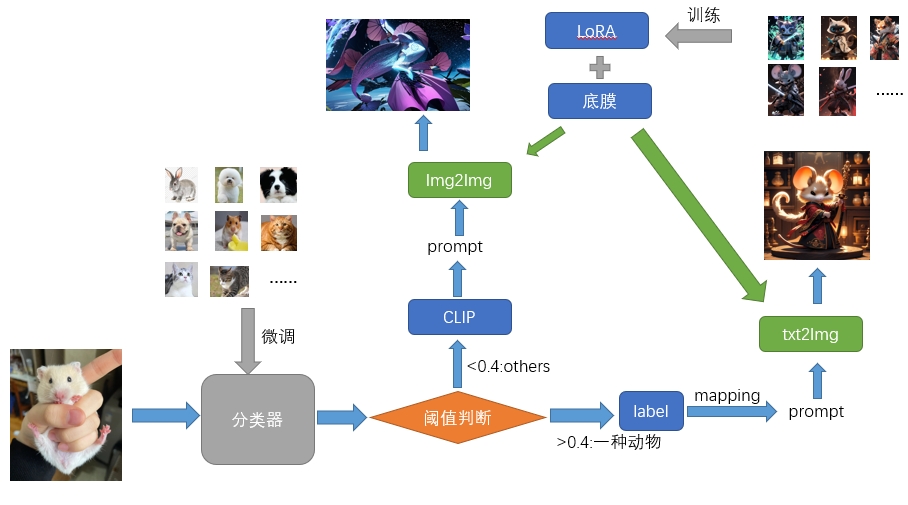 LoRA
训练
底膜
……
Img2Img
prompt
……
CLIP
微调
txt2Img
<0.4:others
分类器
阈值判断
label
mapping
prompt
>0.4:一种动物